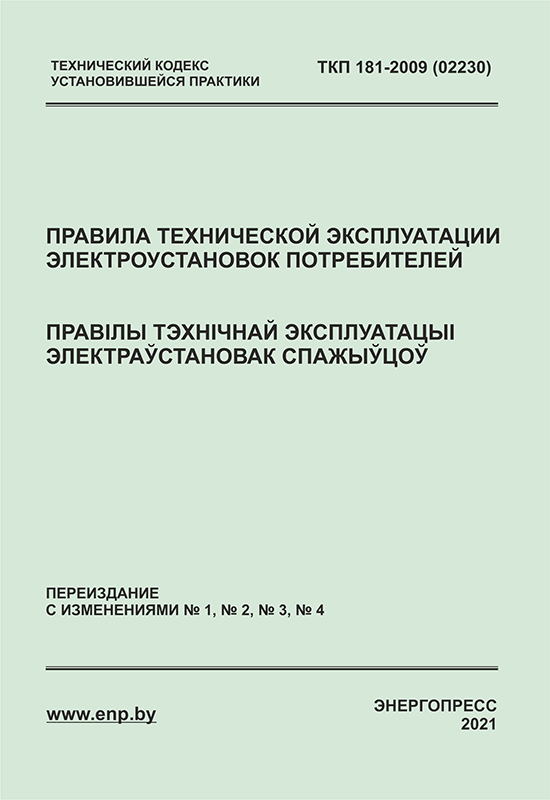 ТЕХНИЧЕСКИЙ КОДЕКС
УСТАНОВИВШЕЙСЯ ПРАКТИКИ
ТКП 181-2009 (02230)
ПРАВИЛА ТЕХНИЧЕСКОЙ ЭКСПЛУАТАЦИИ
ЭЛЕКТРОУСТАНОВОК ПОТРЕБИТЕЛЕЙ
ПРАВІЛЫ ТЭХНІЧНАЙ ЭКСПЛУАТАЦЫІ
ЭЛЕКТРАЎСТАНОВАК СПАЖЫЎЦОЎ
ПЕРЕИЗДАНИЕ
С ИЗМЕНЕНИЯМИ № 1, № 2, № 3, № 4
www.enp.by
ЭНЕРГОПРЕСС
2021